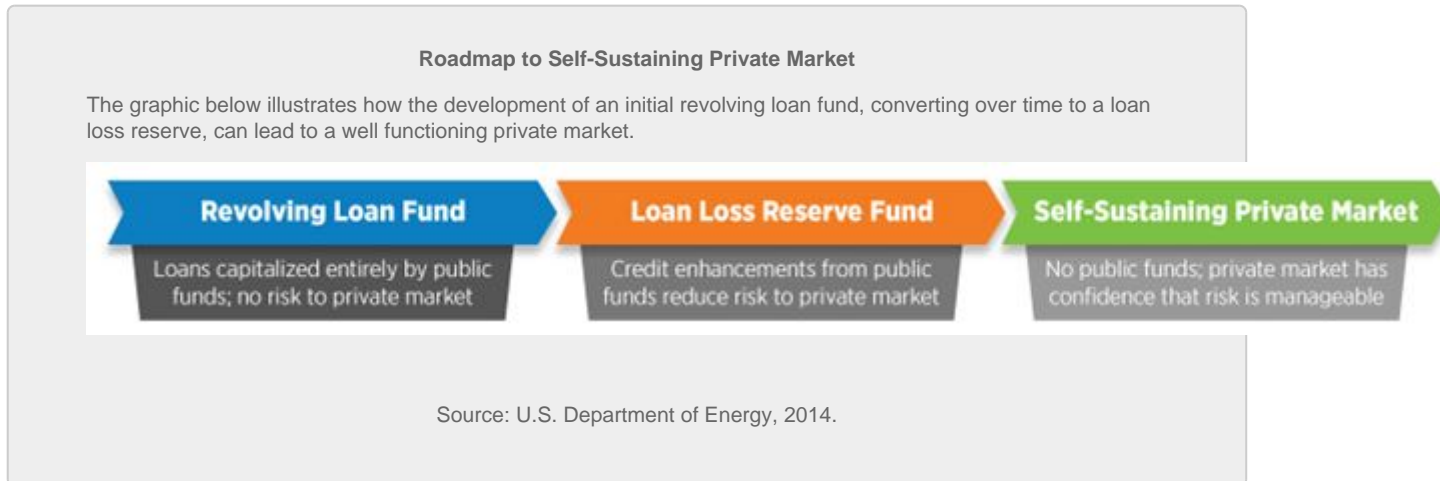 Roadmap to Self-Sustaining Private Market
The graphic below illustrates how the development of an initial revolving loan fund, converting over time to a loan
loss reserve, can lead to a well functioning private market.
Revolving Loan Fund
Loans capitalized entirely by public
funds; no risk to private market
Loan Loss Reserve Fund
Credit enhancements from public
funds reduce risk to private market
Self-Sustaining Private Market
No public funds; private market has
confidence that risk is manageable
Source: U.S. Department of Energy, 2014.